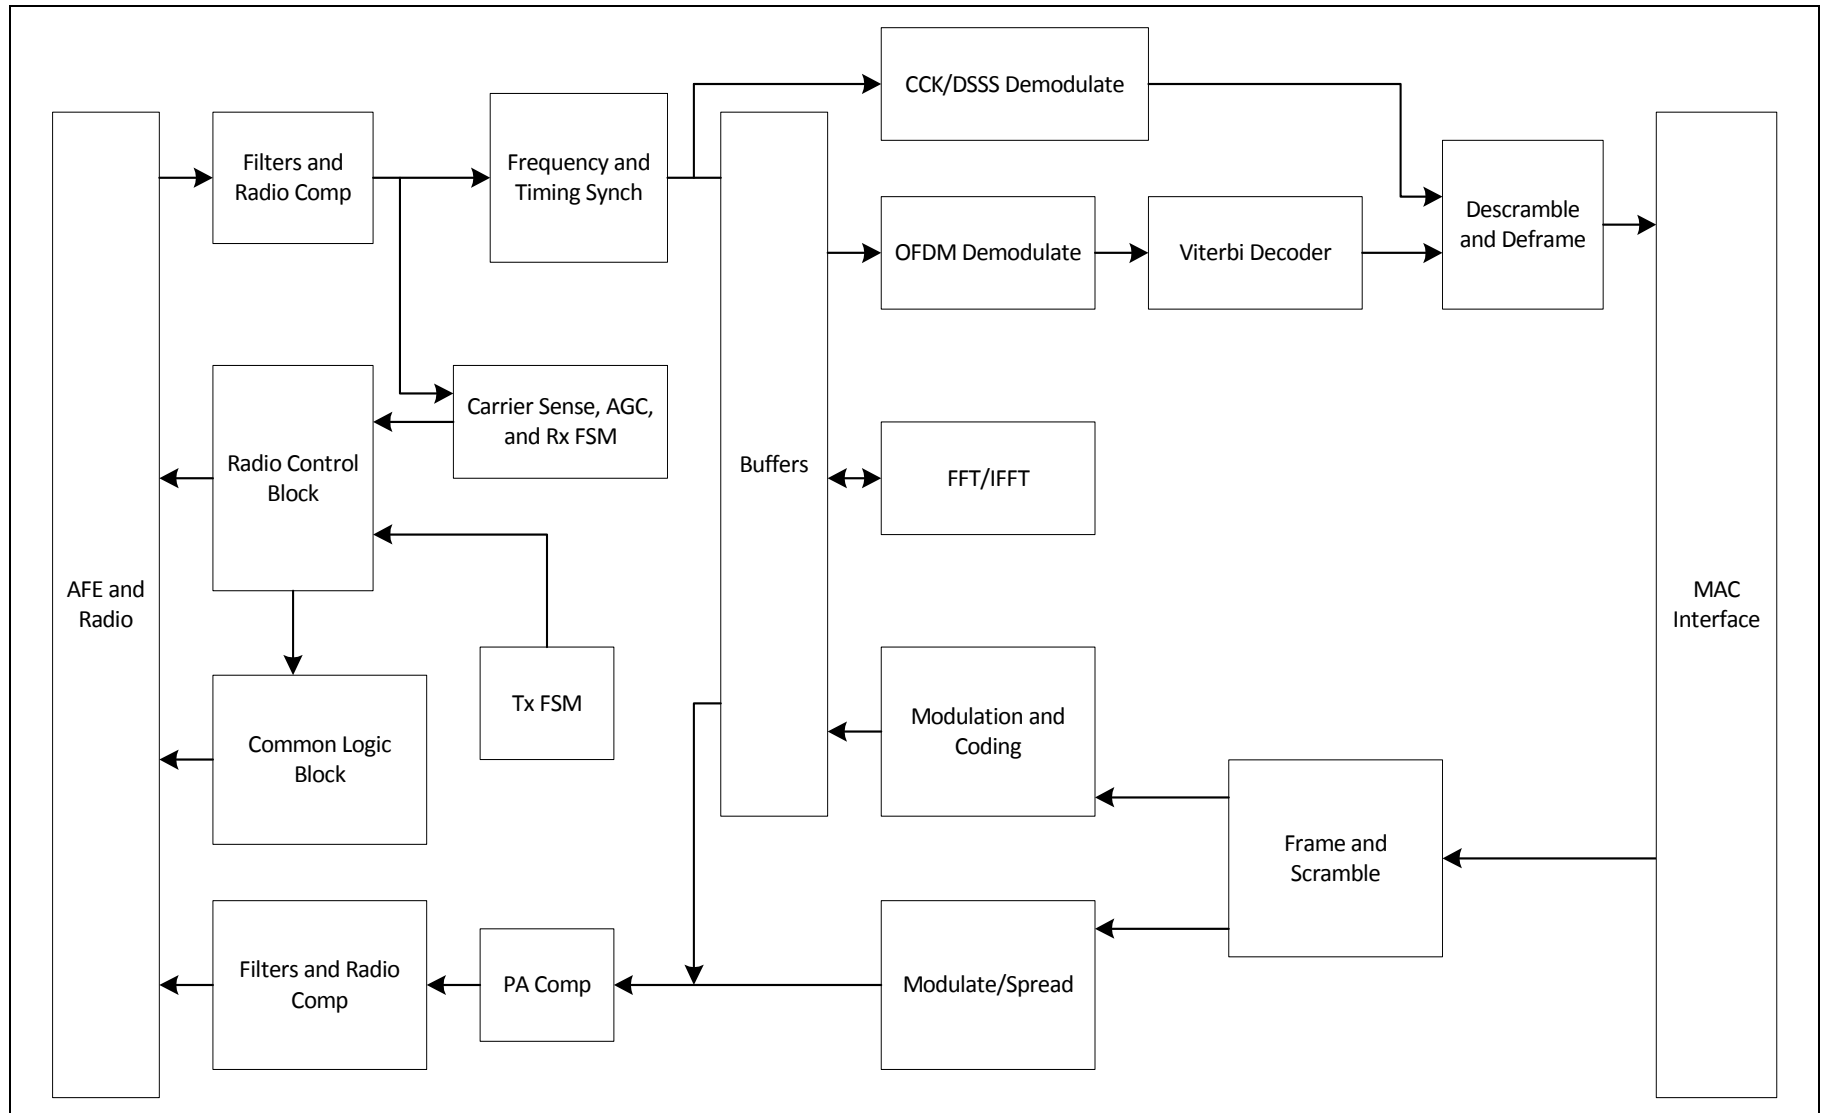 CCK/DSSS Demodulate
Filters and
Radio Comp
Frequency and
Timing Synch
Descramble
and Deframe
OFDM Demodulate
Viterbi Decoder
Carrier Sense, AGC,
and Rx FSM
Radio Control
Block
Buffers
FFT/IFFT
AFE and
Radio
MAC
Interface
Tx FSM
Modulation and
Coding
Common Logic
Block
Frame and
Scramble
Filters and Radio
Comp
PA Comp
Modulate/Spread